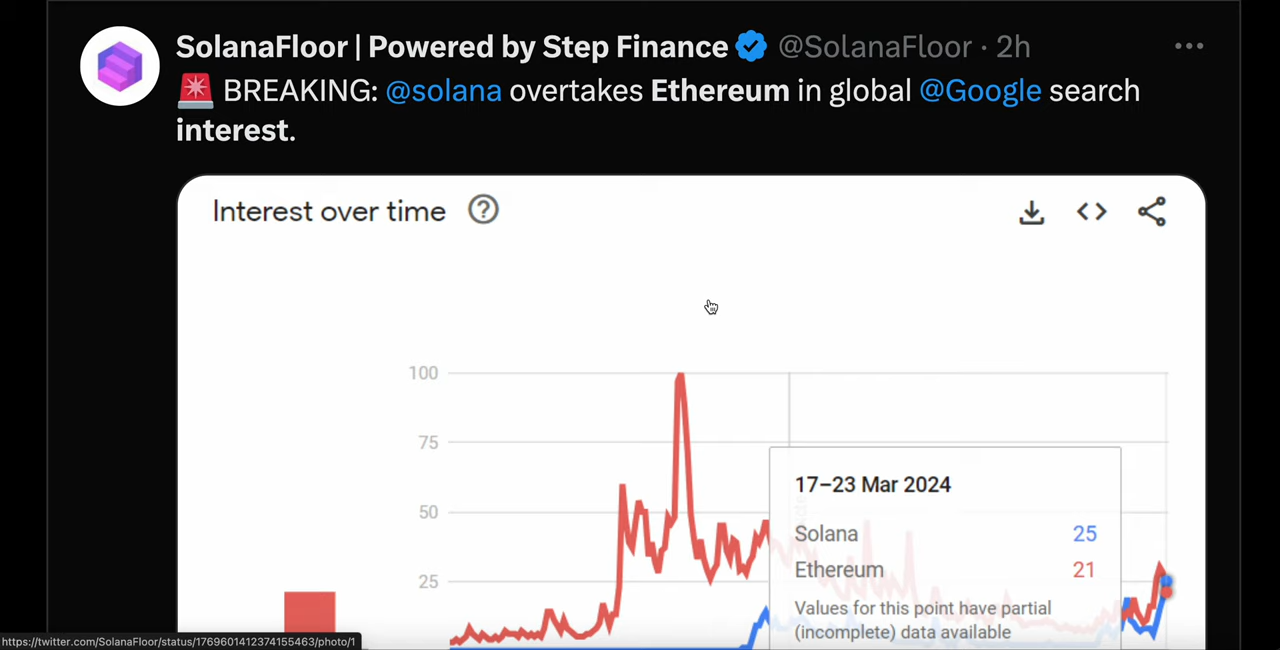 SolanaFloor | Powered by Step Finance @SolanaFloor · 2h
🚨 BREAKING: @solana overtakes Ethereum in global @Google search
interest.
Interest over time
100
75
50
25
17–23 Mar 2024
Solana 25
Ethereum 21
Values for this point have partial
(incomplete) data available
https://twitter.com/SolanaFloor/status/1769601412374155463/photo/1